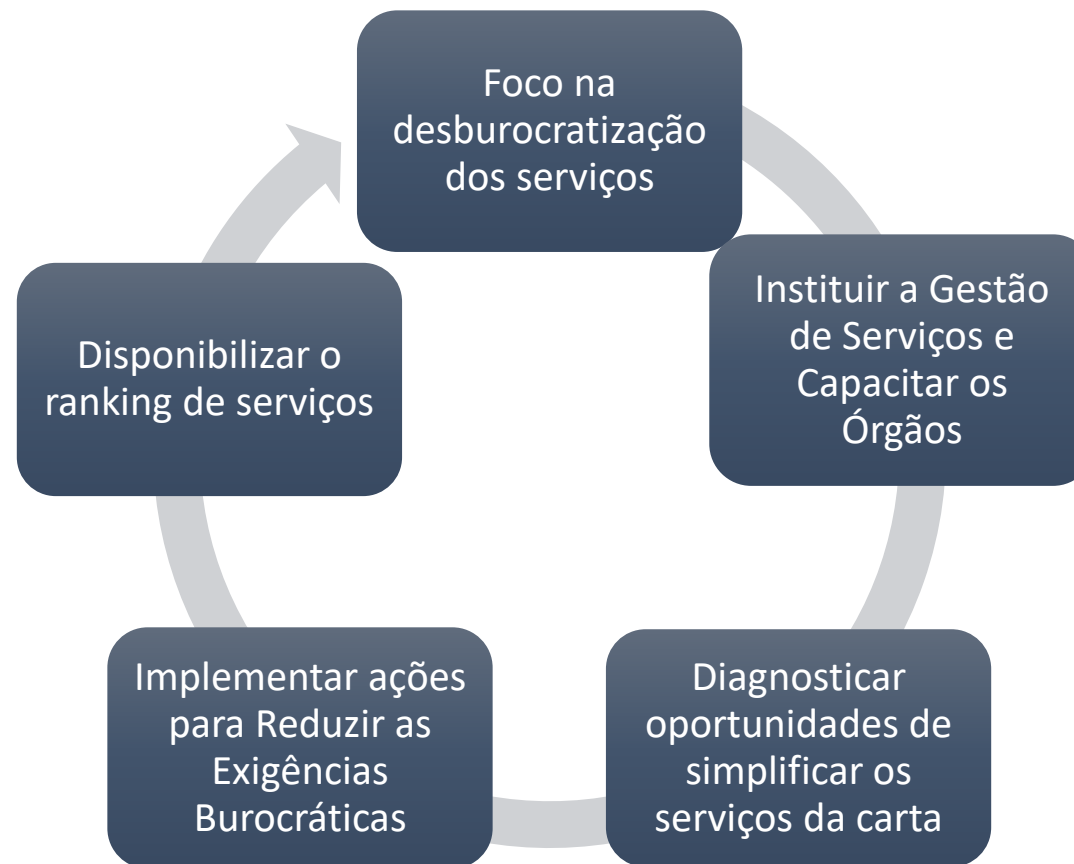 Foco na
desburocratização
dos serviços
Instituir a Gestão
de Serviços e
Capacitar os
Órgãos
Diagnosticar
oportunidades de
simplificar os
serviços da carta
Implementar ações
para Reduzir as
Exigências
Burocráticas
Disponibilizar o
ranking de serviços